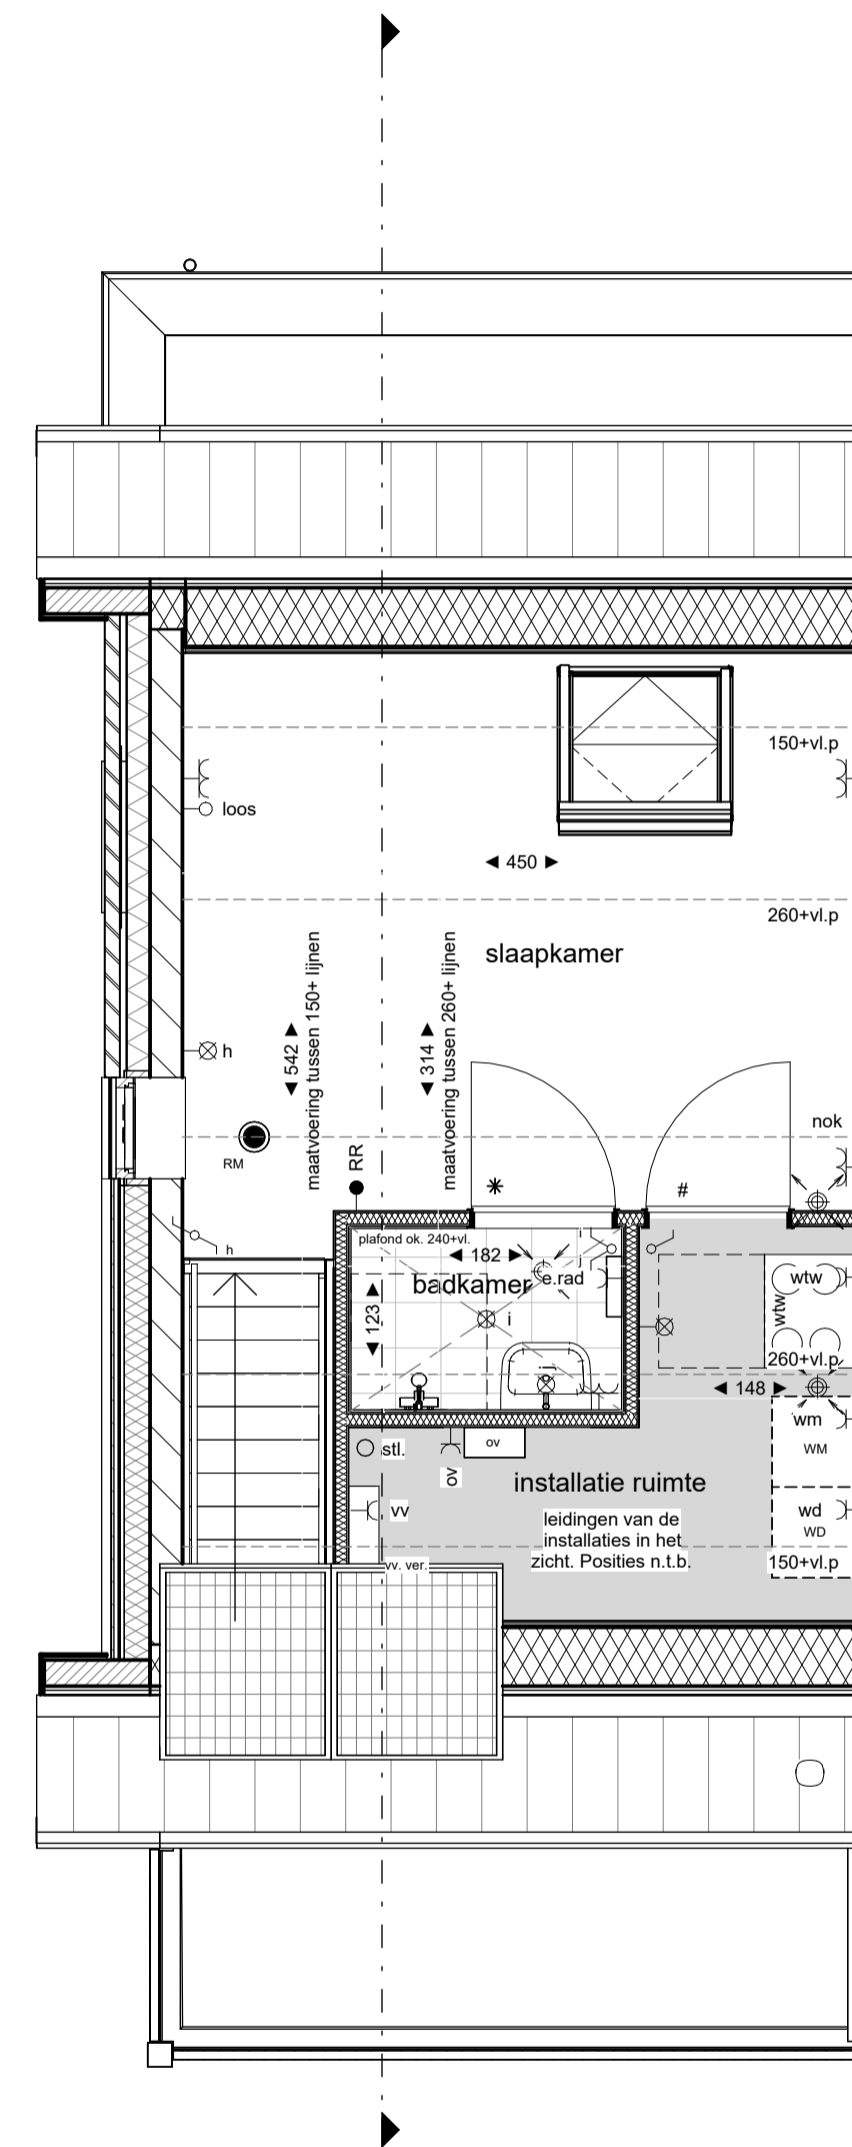 150+vl.p
loos
◄ 450 ►
260+vl.p
slaapkamer
◄ 542 ►
maatvoering tussen 150+ lijnen
◄ 314 ►
maatvoering tussen 260+ lijnen
h
nok
RM
RR
*
#
h
plafond ok. 240+vl.
◄ 182 ►
badkamer
e.rad
◄ 123 ►
i
wtw
wtw
260+vl.p
◄ 148 ►
wm
WM
stl.
ov
ov
installatie ruimte
vv
leidingen van de
installaties in het
zicht. Posities n.t.b.
wd
WD
vv. ver.
150+vl.p